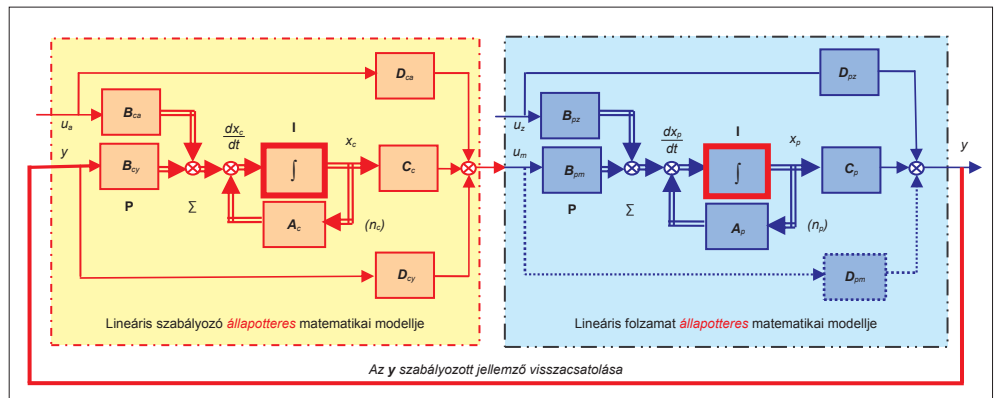 D_ca
D_pz
B_ca
B_pz
u_a
dx_c
dt
I
x_c
u_z
dx_p
dt
I
x_p
y
B_cy
∫
C_c
u_m
B_pm
∫
C_p
y
P
Σ
A_c
(n_c)
P
Σ
A_p
(n_p)
D_cy
D_pm
Lineáris szabályozó állapotteres matematikai modellje
Lineáris folyamat állapotteres matematikai modellje
Az y szabályozott jellemző visszacsatolása